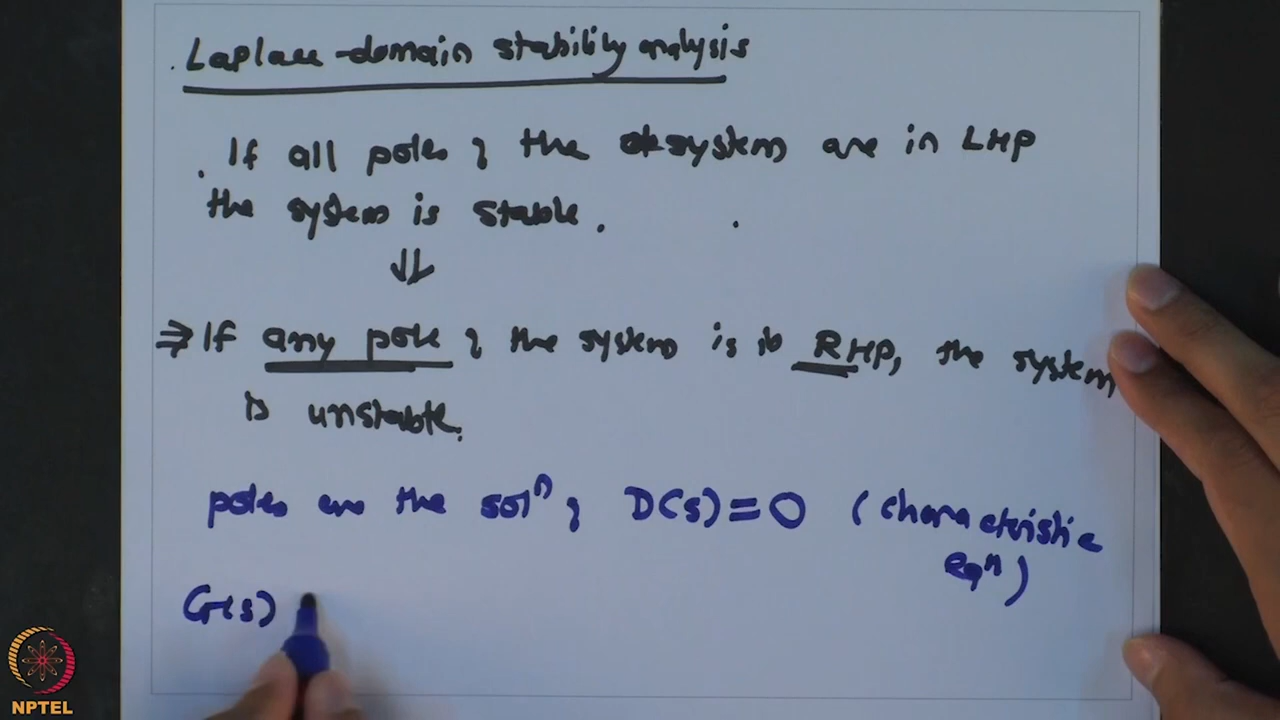 Laplace-domain stability analysis
. If all poles of the system are in LHP
the system is stable.
⇓
⇒ If any pole of the system is in RHP, the system
is unstable.
poles are the solⁿ of D(s) = 0 (characteristic
eqⁿ)
G(s)
NPTEL